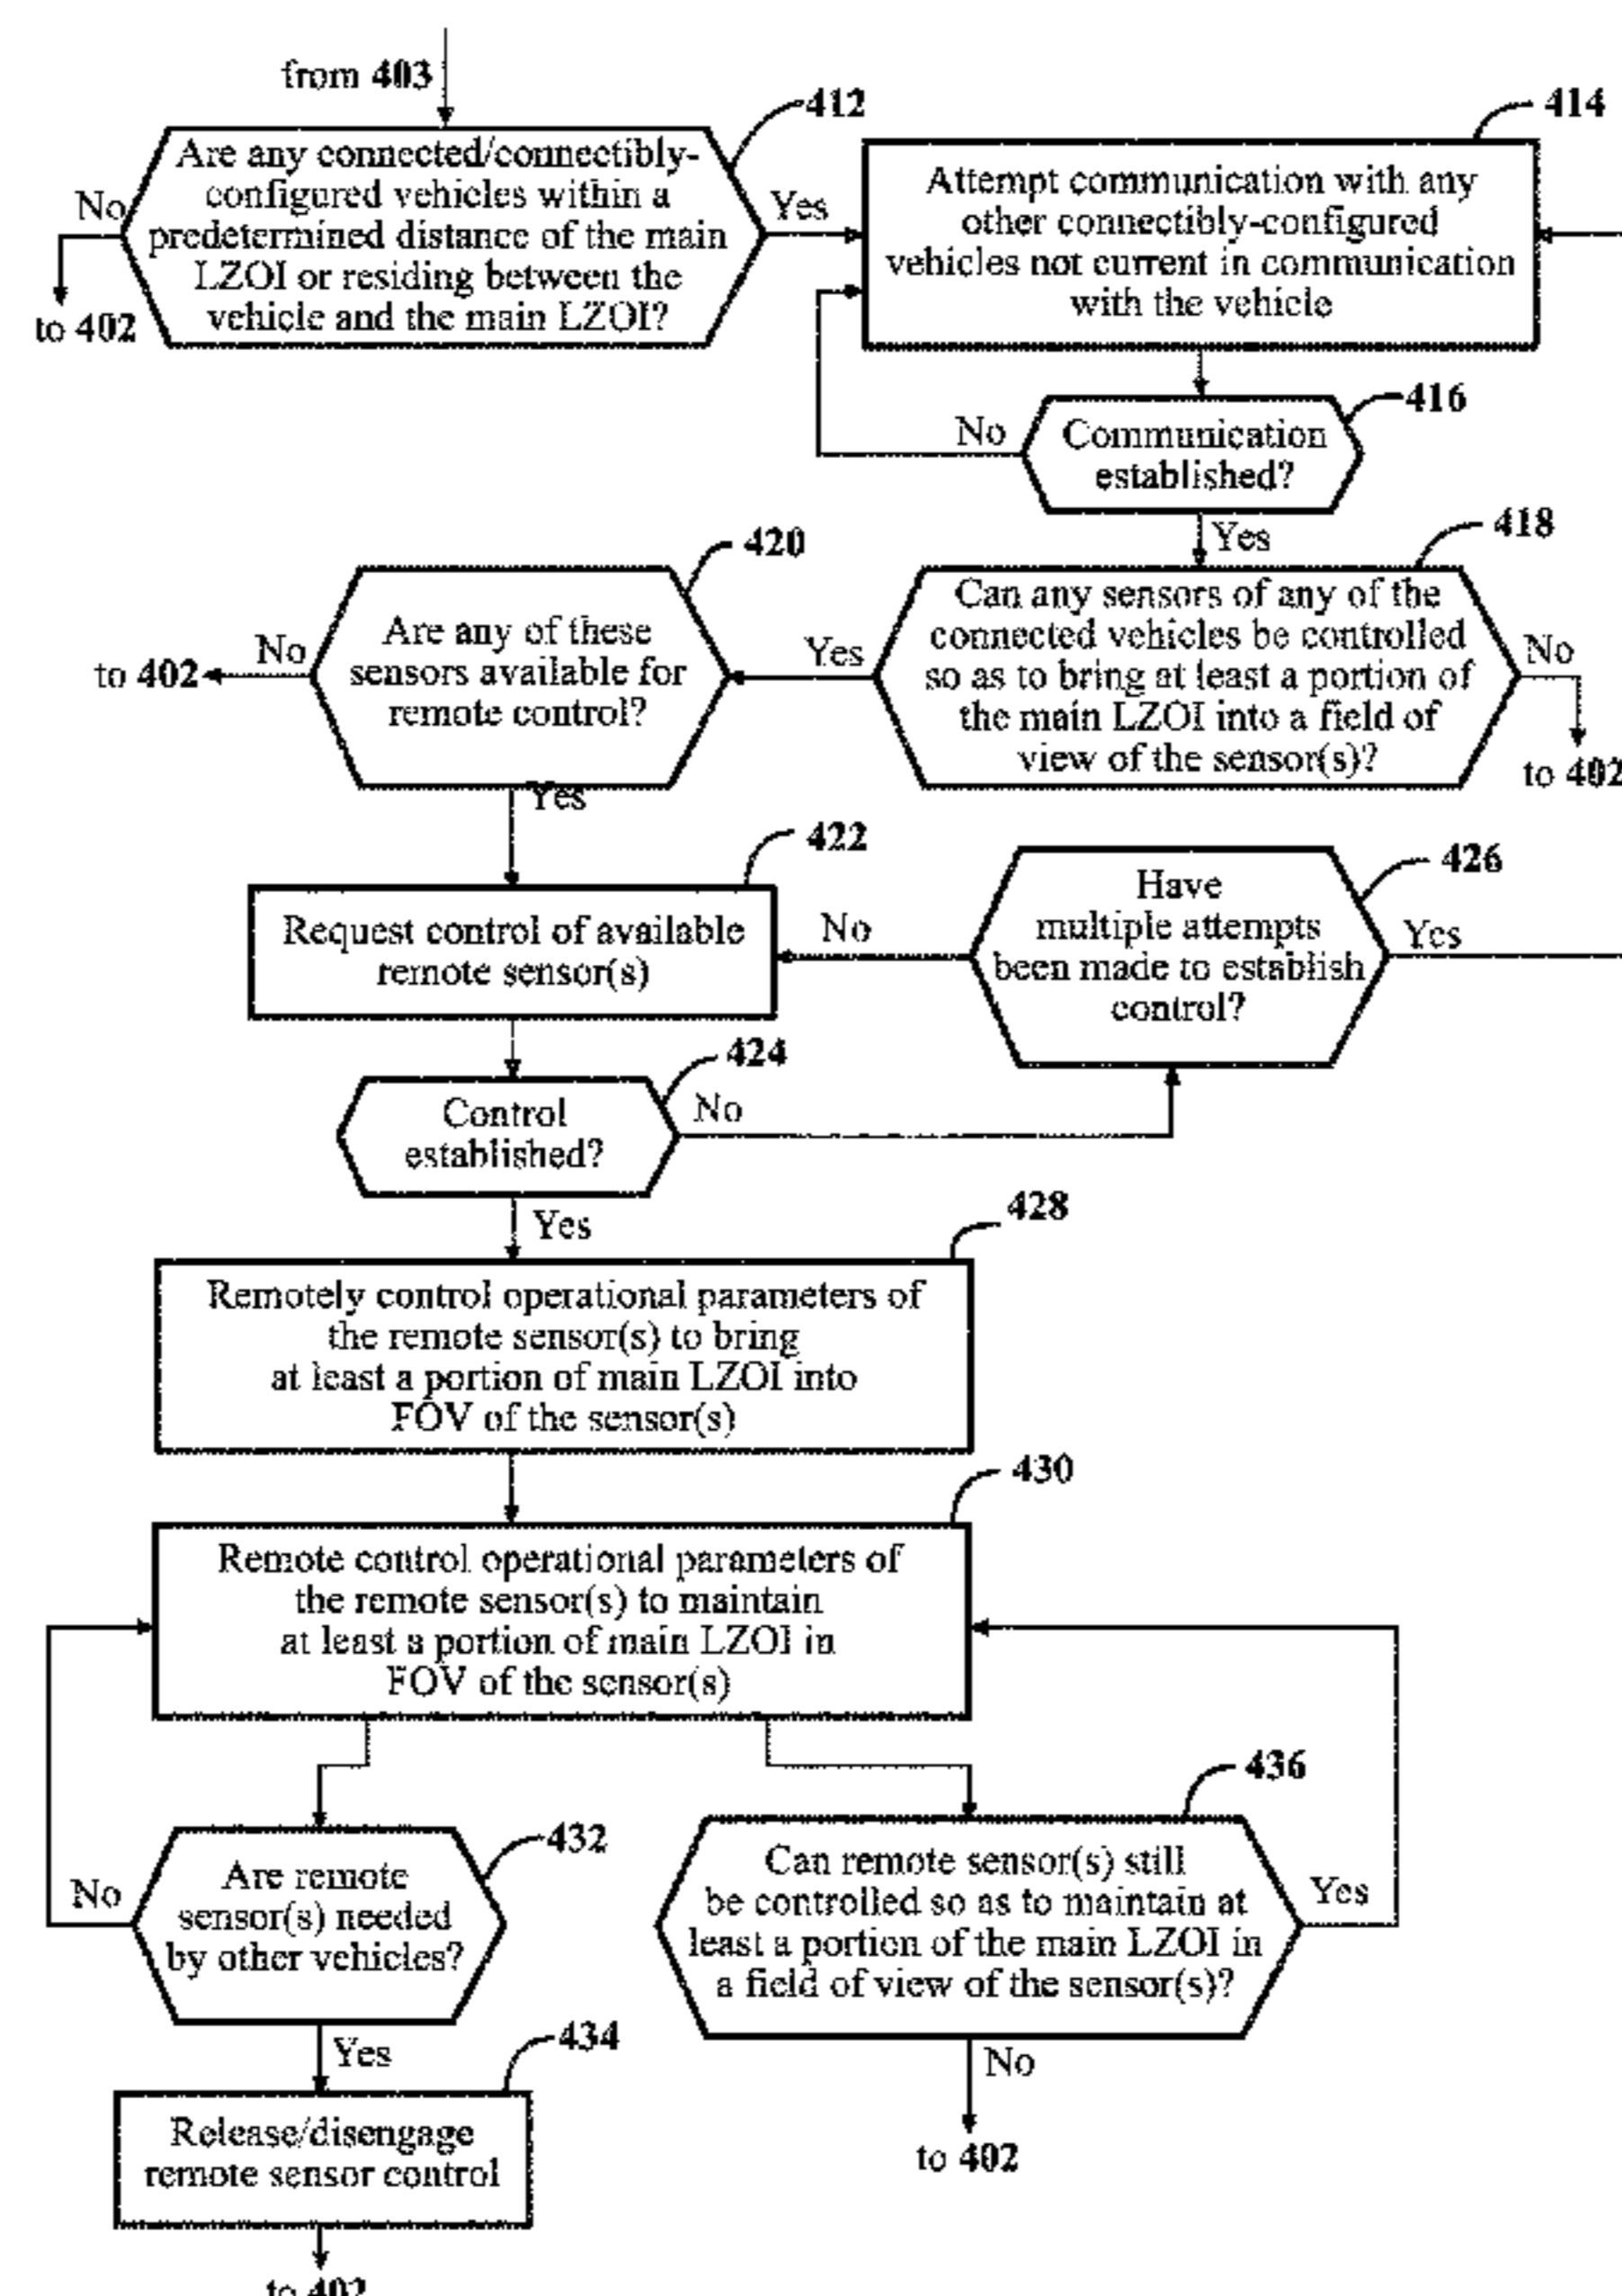 from 403
412
Are any connected/connectibly-
configured vehicles within a
predetermined distance of the main
LZOI or residing between the
vehicle and the main LZOI?
No
to 402
Yes
414
Attempt communication with any
other connectibly-configured
vehicles not current in communication
with the vehicle
416
Communication
established?
No
Yes
418
Can any sensors of any of the
connected vehicles be controlled
so as to bring at least a portion of
the main LZOI into a field of
view of the sensor(s)?
No
to 402
Yes
420
Are any of these
sensors available for
remote control?
No
to 402
Yes
422
Request control of available
remote sensor(s)
426
Have
multiple attempts
been made to establish
control?
No
Yes
424
Control
established?
No
Yes
428
Remotely control operational parameters of
the remote sensor(s) to bring
at least a portion of main LZOI into
FOV of the sensor(s)
430
Remote control operational parameters of
the remote sensor(s) to maintain
at least a portion of main LZOI in
FOV of the sensor(s)
432
Are remote
sensor(s) needed
by other vehicles?
No
Yes
434
Release/disengage
remote sensor control
to 402
436
Can remote sensor(s) still
be controlled so as to maintain at
least a portion of the main LZOI in
a field of view of the sensor(s)?
Yes
No
to 402